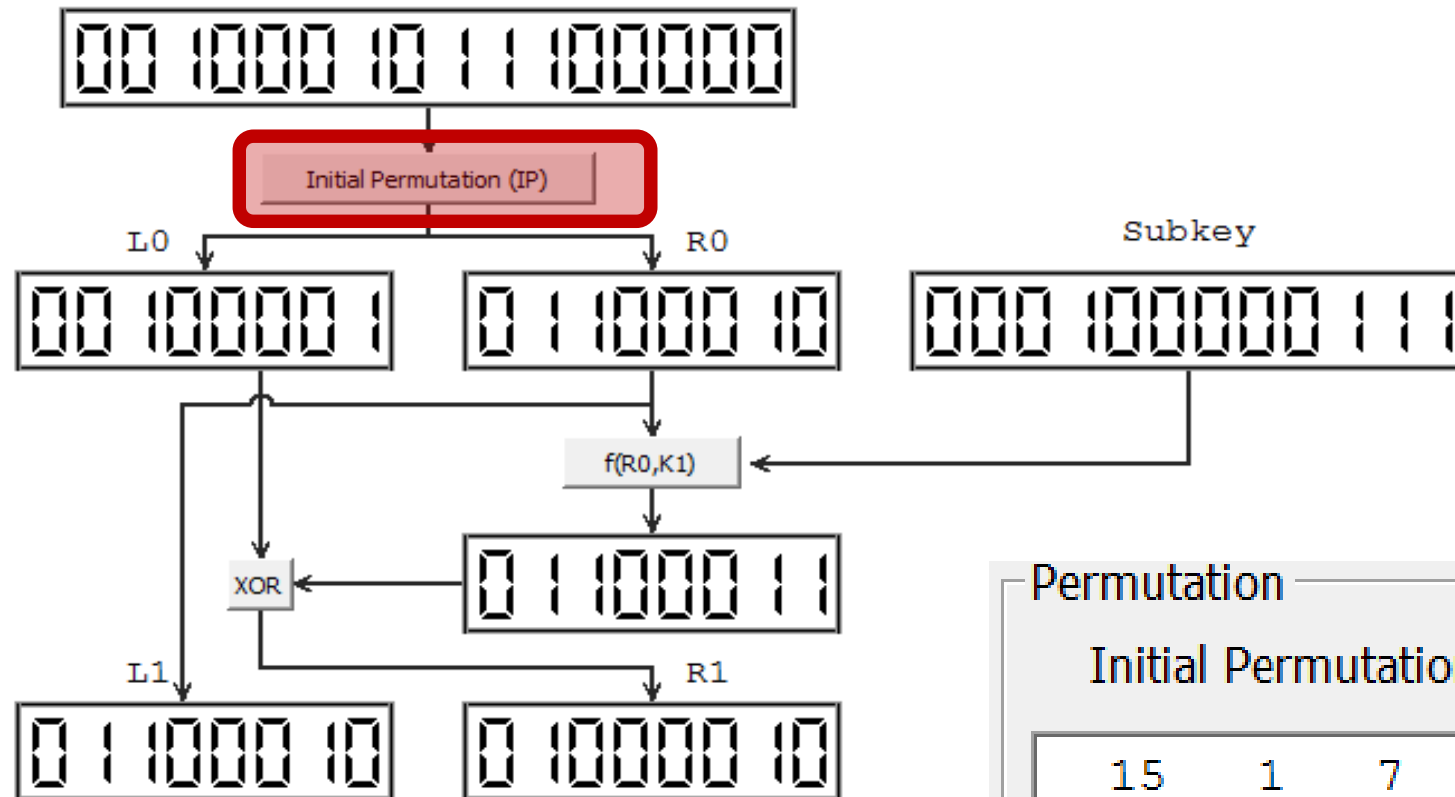 0010001011100000
Initial Permutation (IP)
L0 R0 Subkey
00100001 01100010 000100000111
f(R0,K1)
XOR 01100011
Permutation
Initial Permutatio
L1 R1
01100010 01000010
15 1 7